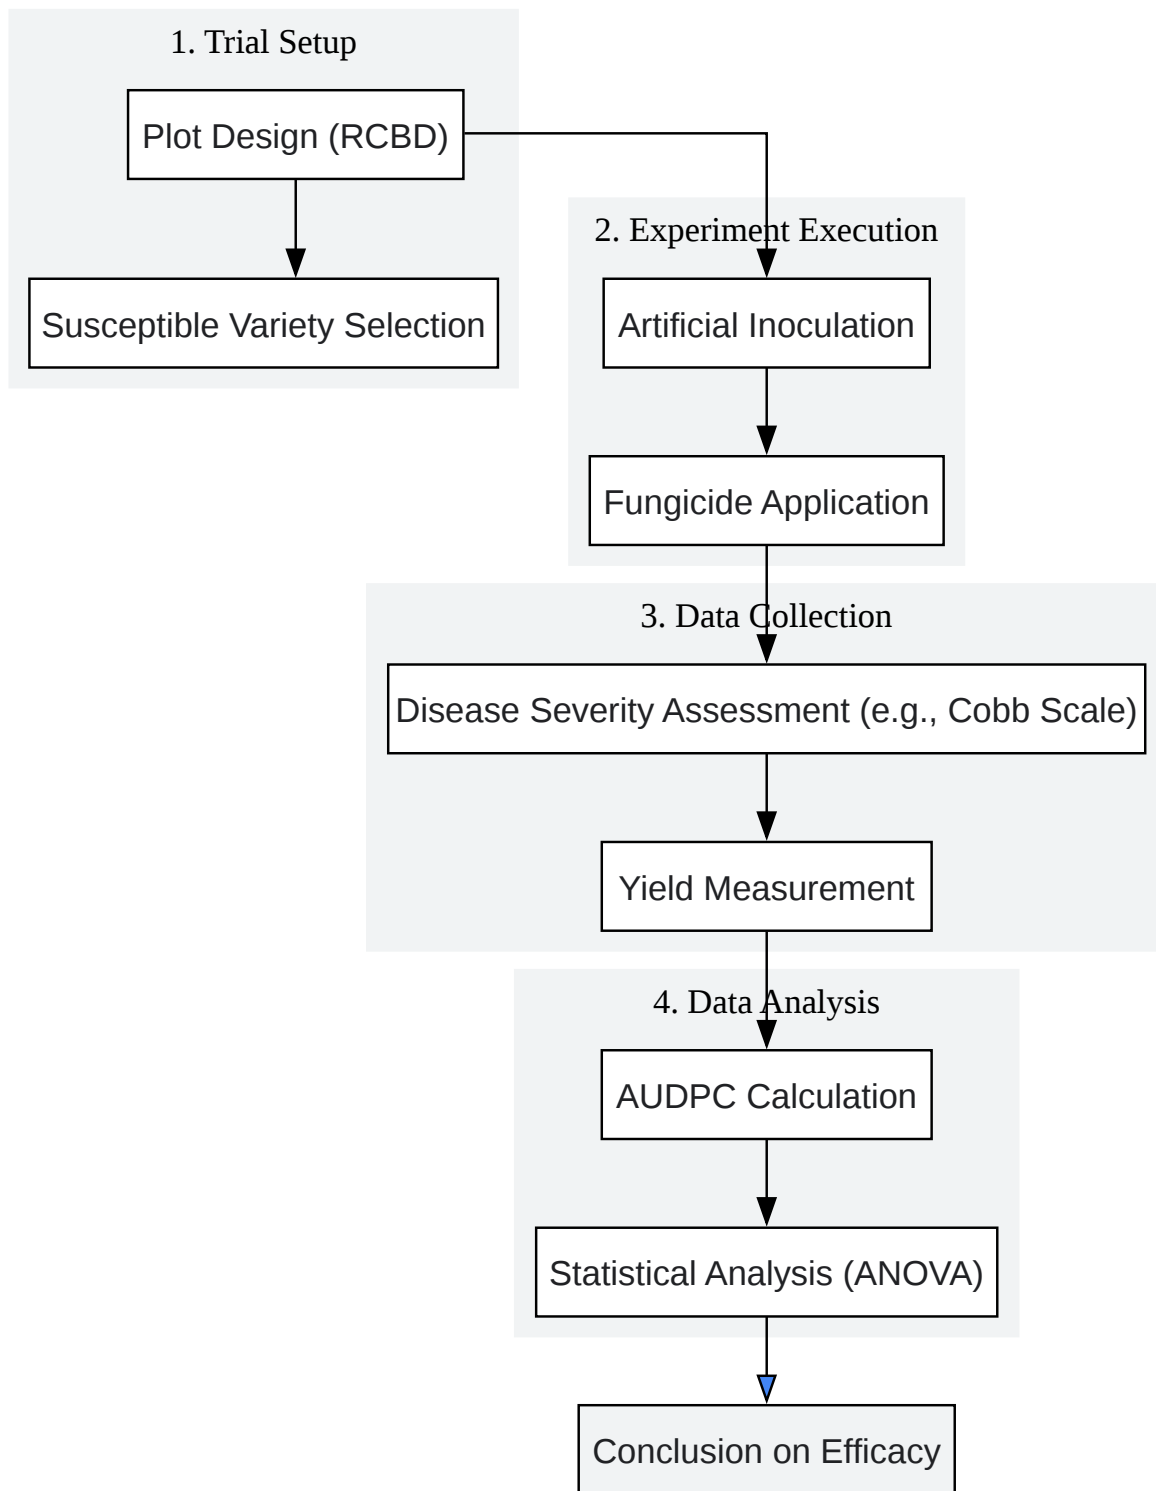 1. Trial Setup
Plot Design (RCBD)
Susceptible Variety Selection
2. Experiment Execution
Artificial Inoculation
Fungicide Application
3. Data Collection
Disease Severity Assessment (e.g., Cobb Scale)
Yield Measurement
4. Data Analysis
AUDPC Calculation
Statistical Analysis (ANOVA)
Conclusion on Efficacy